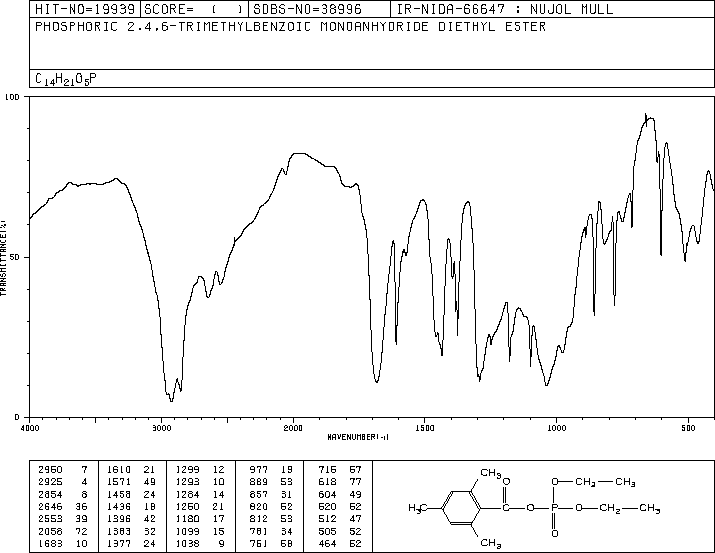 HIT-NO=19939 SCORE= ( ) SDBS-NO=38996 IR-NIDA-66647 : NUJOL MULL
PHOSPHORIC 2,4,6-TRIMETHYLBENZOIC MONOANHYDRIDE DIETHYL ESTER
C14H21O5P
100
TRANSMITTANCE(%)
50
0
4000 3000 2000 1500 1000 500
WAVENUMBER(-1)
2960 7 1610 21 1299 12 977 19 716 57
2925 4 1571 49 1293 10 889 53 618 77
2854 8 1458 24 1284 14 857 31 604 49
2646 36 1436 18 1250 21 820 52 520 52
2553 39 1396 42 1180 17 812 53 512 47
2056 72 1383 32 1099 15 781 34 505 52
1683 10 1377 24 1038 9 751 58 464 52
CH3 O O CH2 CH3
H3C C O P O CH2 CH3
O
CH3